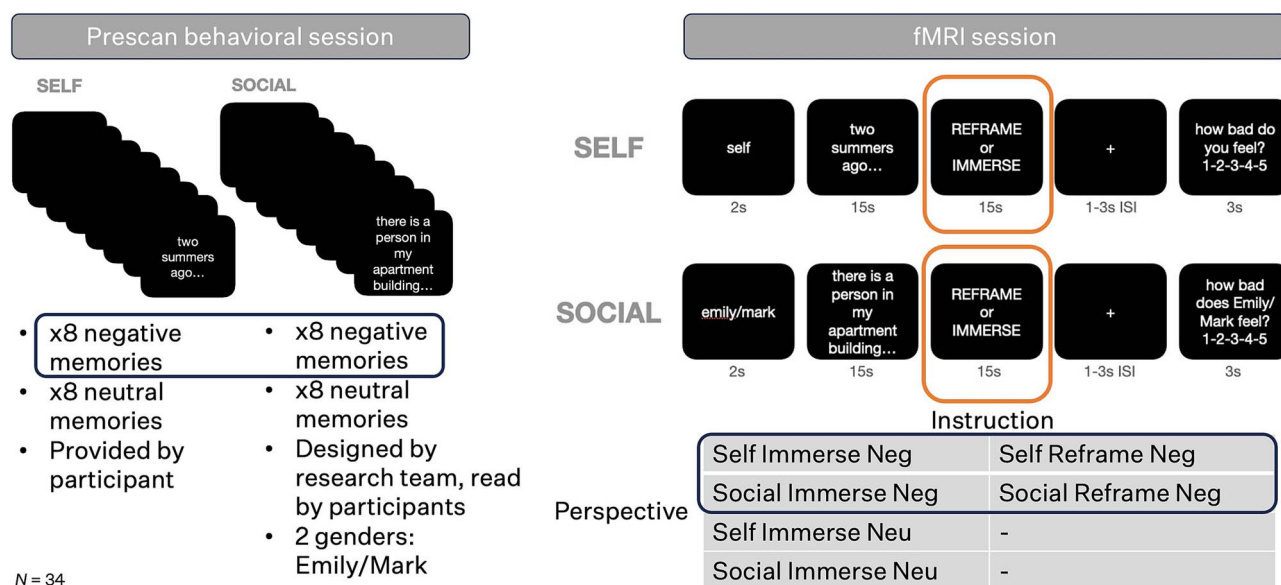 Prescan behavioral session
SELF
SOCIAL
two
summers
ago...
there is a
person in
my
apartment
building...
• x8 negative
memories
• x8 neutral
memories
• Provided by
participant
• x8 negative
memories
• x8 neutral
memories
• Designed by
research team, read
by participants
• 2 genders:
Emily/Mark
N = 34
fMRI session
SELF
self
2s
two
summers
ago...
15s
REFRAME
or
IMMERSE
15s
+
1-3s ISI
how bad do
you feel?
1-2-3-4-5
3s
SOCIAL
emily/mark
2s
there is a
person in
my
apartment
building...
15s
REFRAME
or
IMMERSE
15s
+
1-3s ISI
how bad
does Emily/
Mark feel?
1-2-3-4-5
3s
Instruction
Perspective
Self Immerse Neg Self Reframe Neg
Social Immerse Neg Social Reframe Neg
Self Immerse Neu -
Social Immerse Neu -